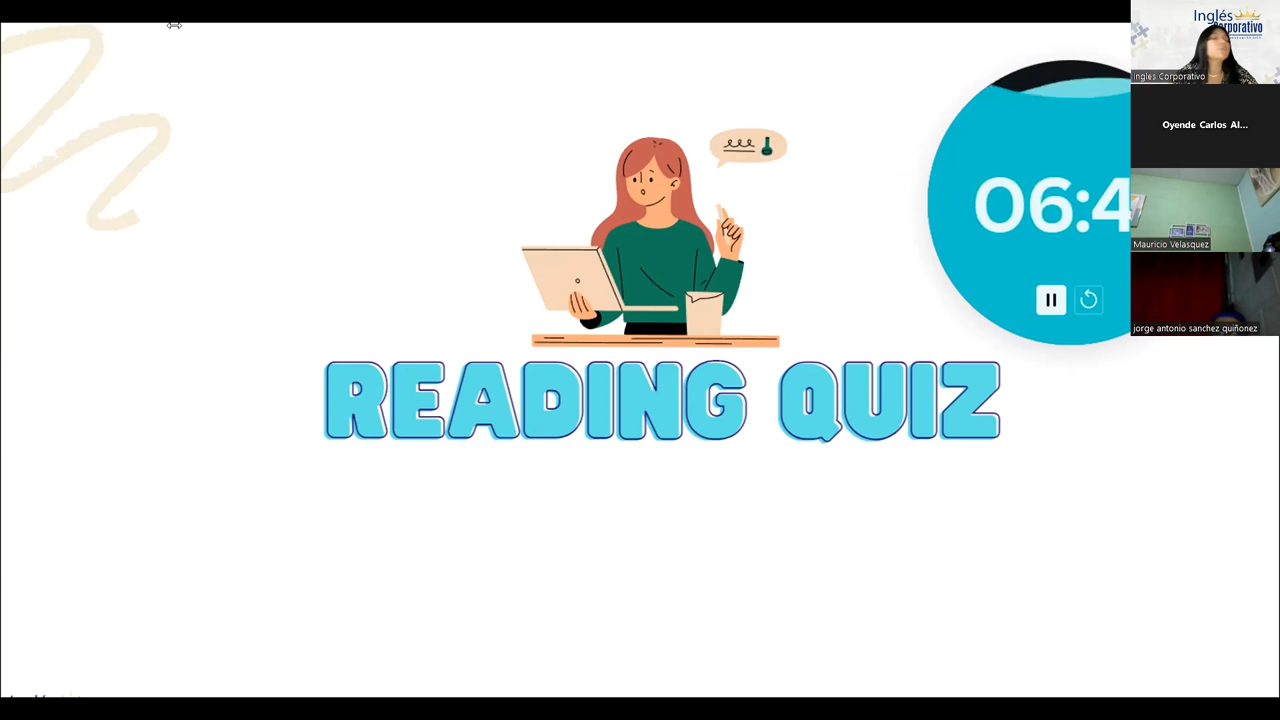 Inglés
Corporativo
Ingles Corporativo
Oyende Carlos Al...
06:4
Mauricio Velasquez
jorge antonio sanchez quiñonez
READING QUIZ